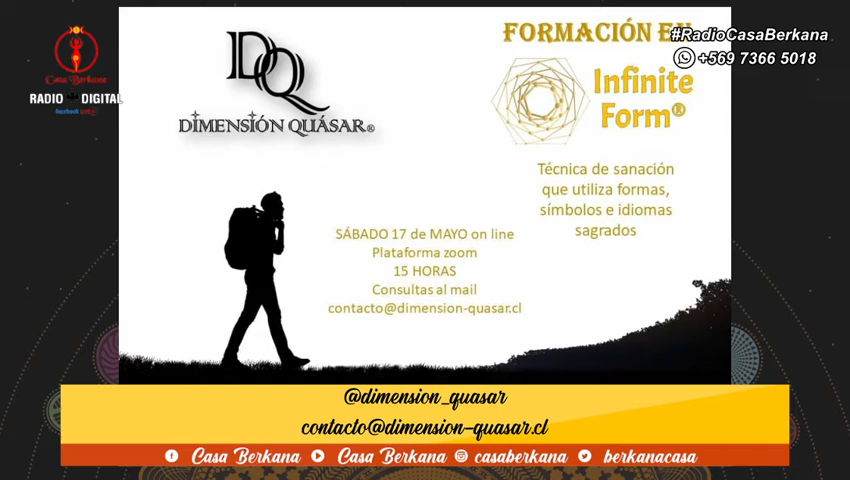 Casa Berkana
RADIO DIGITAL
DQ
DIMENSIÓN QUÁSAR®
FORMACIÓN EN
#RadioCasaBerkana
+569 7366 5018
Infinite
Form®
Técnica de sanación
que utiliza formas,
símbolos e idiomas
sagrados
SÁBADO 17 de MAYO on line
Plataforma zoom
15 HORAS
Consultas al mail
contacto@dimension-quasar.cl
@dimension_quasar
contacto@dimension-quasar.cl
Casa Berkana Casa Berkana casaberkana berkanacasa